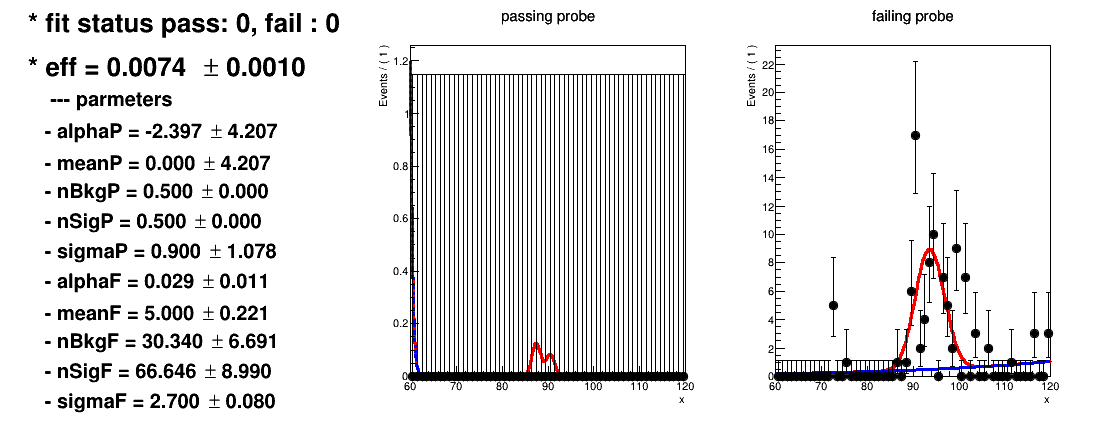 * fit status pass: 0, fail : 0
* eff = 0.0074 ± 0.0010
--- parmeters
- alphaP = -2.397 ± 4.207
- meanP = 0.000 ± 4.207
- nBkgP = 0.500 ± 0.000
- nSigP = 0.500 ± 0.000
- sigmaP = 0.900 ± 1.078
- alphaF = 0.029 ± 0.011
- meanF = 5.000 ± 0.221
- nBkgF = 30.340 ± 6.691
- nSigF = 66.646 ± 8.990
- sigmaF = 2.700 ± 0.080
passing probe
Events / ( 1 )
1.2
1
0.8
0.6
0.4
0.2
0
60 70 80 90 100 110 120
x
failing probe
Events / ( 1 )
22
20
18
16
14
12
10
8
6
4
2
0
60 70 80 90 100 110 120
x